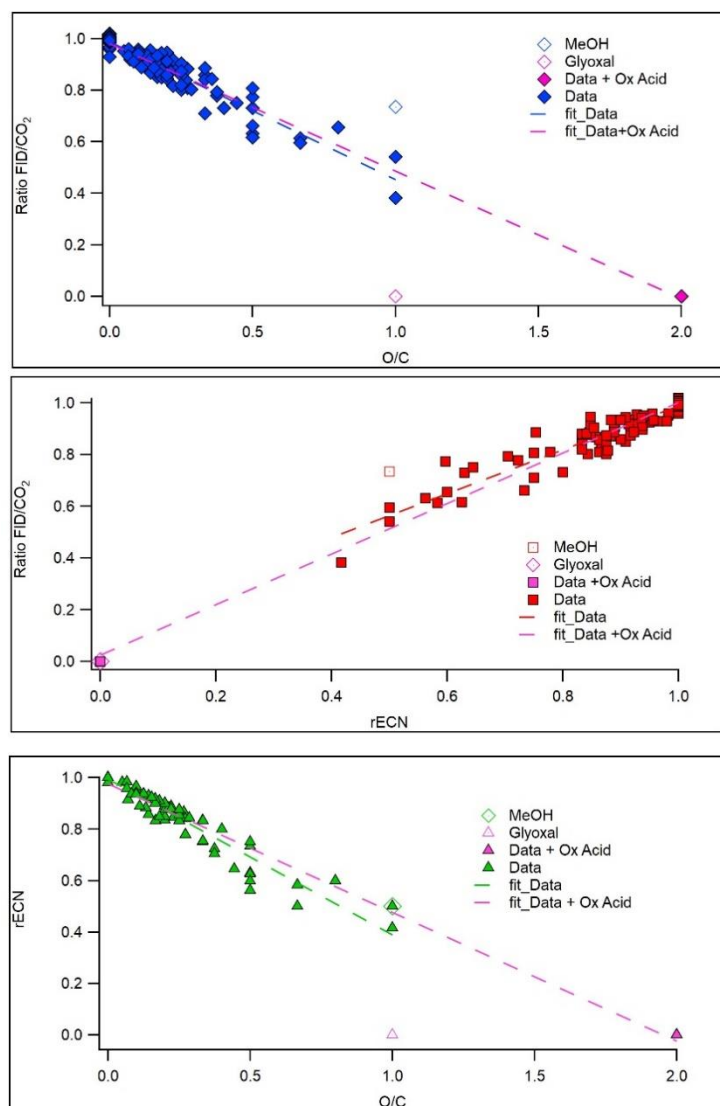 1.0
0.8
0.6
0.4
0.2
0.0
Ratio FID/CO₂
MeOH
Glyoxal
Data + Ox Acid
Data
fit_Data
fit_Data+Ox Acid
0.0 0.5 1.0 1.5 2.0
O/C
1.0
0.8
0.6
0.4
0.2
0.0
Ratio FID/CO₂
MeOH
Glyoxal
Data +Ox Acid
Data
fit_Data
fit_Data +Ox Acid
0.0 0.2 0.4 0.6 0.8 1.0
rECN
1.0
0.8
0.6
0.4
0.2
0.0
rECN
MeOH
Glyoxal
Data + Ox Acid
Data
fit_Data
fit_Data + Ox Acid
0.0 0.5 1.0 1.5 2.0
O/C